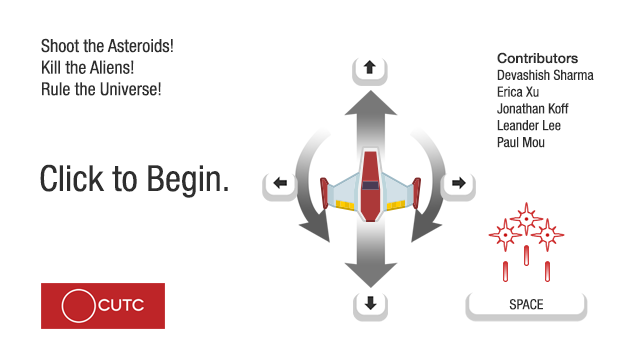 Shoot the Asteroids!
Kill the Aliens!
Rule the Universe!
Click to Begin.
Contributors
Devashish Sharma
Erica Xu
Jonathan Koff
Leander Lee
Paul Mou
CUTC
SPACE